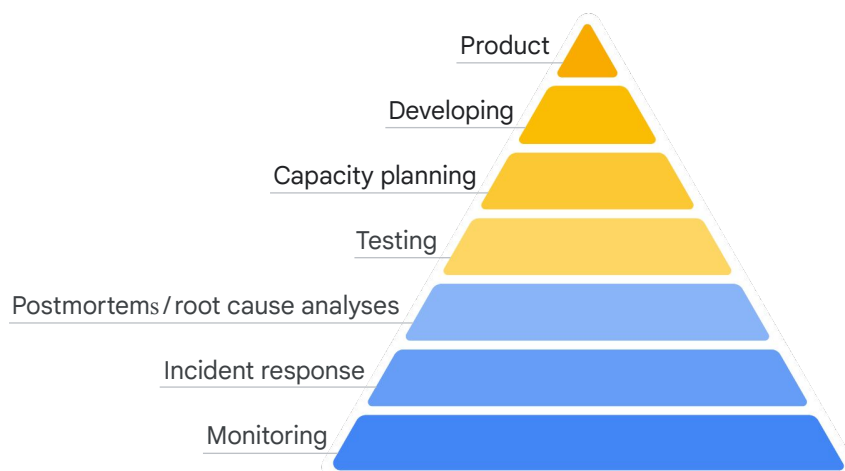 Product
Developing
Capacity planning
Testing
Postmortems/root cause analyses
Incident response
Monitoring